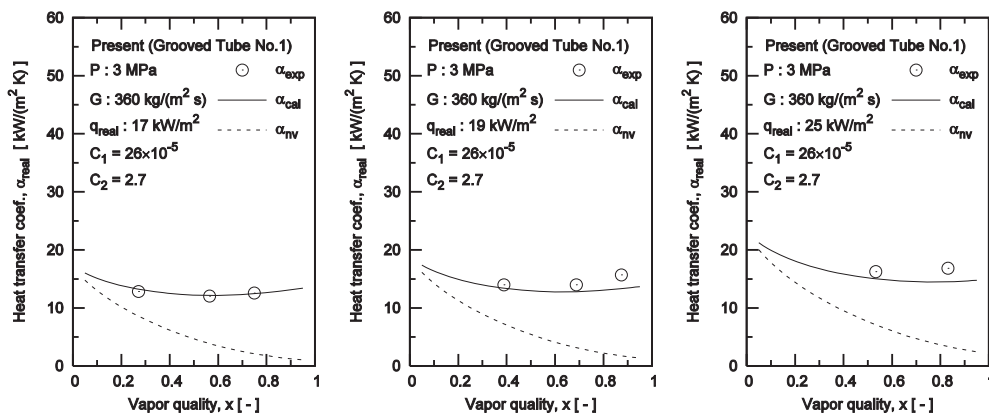 Heat transfer coef., α_real [ kW/(m² K) ]
60
50
40
30
20
10
0
Present (Grooved Tube No.1)
P : 3 MPa
α_exp
G : 360 kg/(m² s)
α_cal
q_real : 17 kW/m²
α_nv
C₁ = 26×10⁻⁵
C₂ = 2.7
0 0.2 0.4 0.6 0.8 1
Vapor quality, x [ - ]
Heat transfer coef., α_real [ kW/(m² K) ]
60
50
40
30
20
10
0
Present (Grooved Tube No.1)
P : 3 MPa
α_exp
G : 360 kg/(m² s)
α_cal
q_real : 19 kW/m²
α_nv
C₁ = 26×10⁻⁵
C₂ = 2.7
0 0.2 0.4 0.6 0.8 1
Vapor quality, x [ - ]
Heat transfer coef., α_real [ kW/(m² K) ]
60
50
40
30
20
10
0
Present (Grooved Tube No.1)
P : 3 MPa
α_exp
G : 360 kg/(m² s)
α_cal
q_real : 25 kW/m²
α_nv
C₁ = 26×10⁻⁵
C₂ = 2.7
0 0.2 0.4 0.6 0.8 1
Vapor quality, x [ - ]